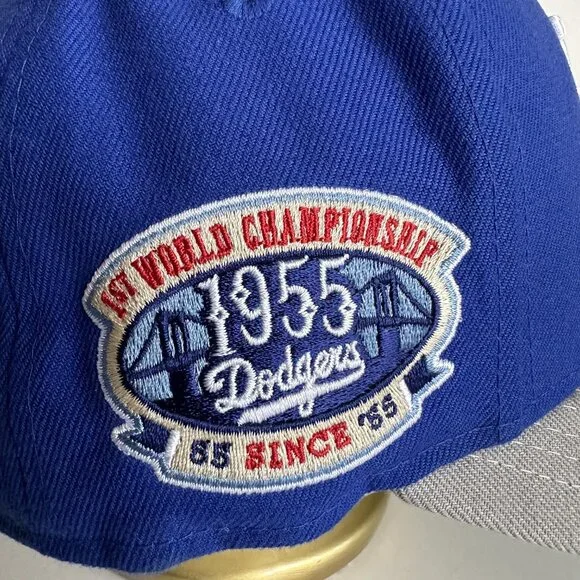 1ST WORLD CHAMPIONSHIP
1955
Dodgers
55 SINCE '55